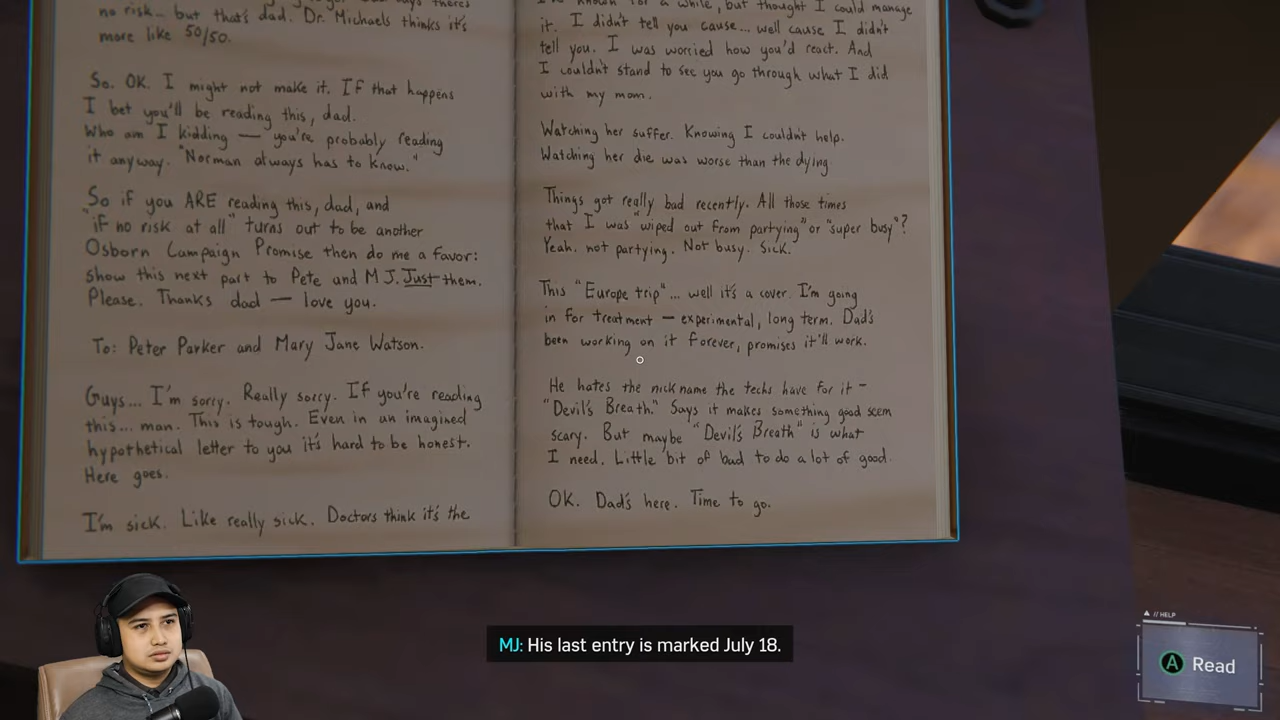 no risk... but that's dad. Dr. Michaels thinks it's
more like 50/50.
So. OK. I might not make it. If that happens
I bet you'll be reading this, dad.
Who am I kidding — you're probably reading
it anyway. "Norman always has to know."
So if you ARE reading this, dad, and
"if no risk at all" turns out to be another
Osborn Campaign Promise then do me a favor:
show this next part to Pete and MJ. Just them.
Please. Thanks dad — love you.
To: Peter Parker and Mary Jane Watson.
Guys... I'm sorry. Really sorry. If you're reading
this... man. This is tough. Even in an imagined
hypothetical letter to you it's hard to be honest.
Here goes.
I'm sick. Like really sick. Doctors think it's the
known for a while, but thought I could manage
it. I didn't tell you cause... well cause I didn't
tell you. I was worried how you'd react. And
I couldn't stand to see you go through what I did
with my mom.
Watching her suffer. Knowing I couldn't help.
Watching her die was worse than the dying.
Things got really bad recently. All those times
that I was "wiped out from partying" or "super busy"?
Yeah. not partying. Not busy. Sick.
This "Europe trip"... well it's a cover. I'm going
in for treatment — experimental, long term. Dad's
been working on it forever, promises it'll work.
He hates the nickname the techs have for it -
"Devil's Breath." Says it makes something good seem
scary. But maybe "Devil's Breath" is what
I need. Little bit of bad to do a lot of good.
OK. Dad's here. Time to go.
MJ: His last entry is marked July 18.
// HELP
A Read